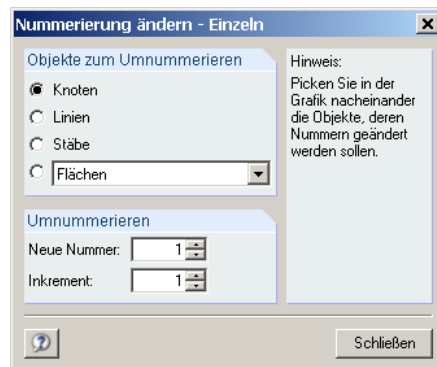 Nummerierung ändern - Einzeln
Objekte zum Umnummerieren
Knoten
Linien
Stäbe
Flächen
Umnummerieren
Neue Nummer: 1
Inkrement: 1
Hinweis:
Picken Sie in der
Grafik nacheinander
die Objekte, deren
Nummern geändert
werden sollen.
Schließen